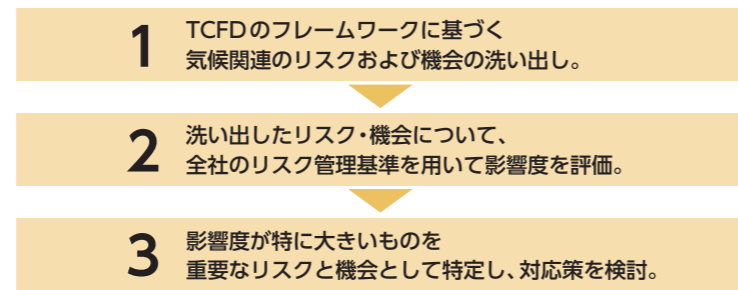 1
TCFDのフレームワークに基づく
気候関連のリスクおよび機会の洗い出し。
2
洗い出したリスク・機会について、
全社のリスク管理基準を用いて影響度を評価。
3
影響度が特に大きいものを
重要なリスクと機会として特定し、対応策を検討。